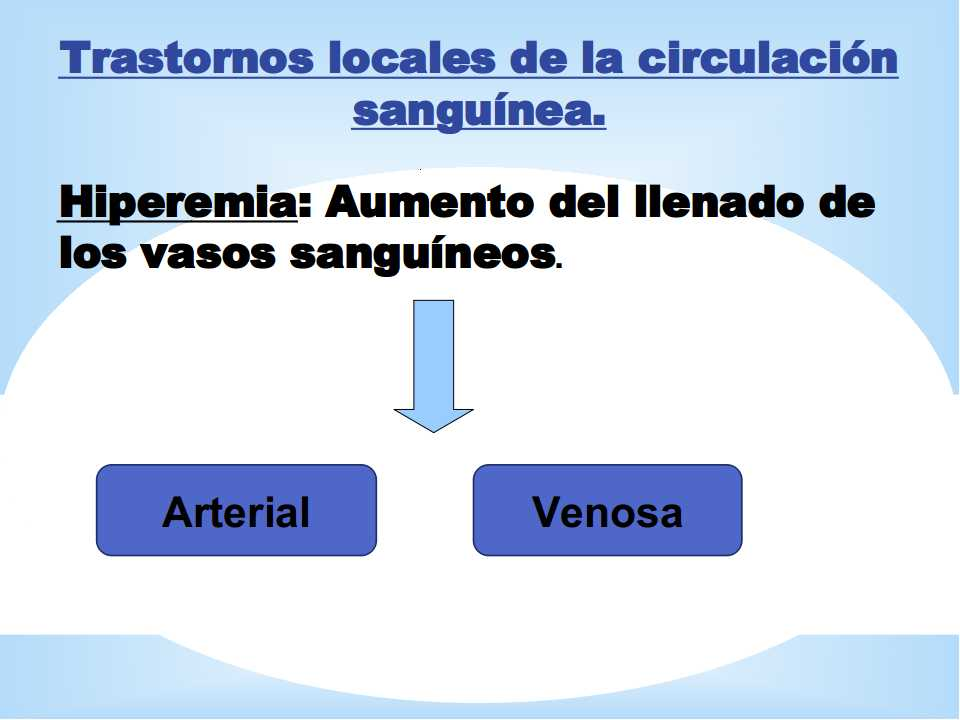 Trastornos locales de la circulación
sanguínea.
Hiperemia: Aumento del llenado de
los vasos sanguíneos.
Arterial
Venosa